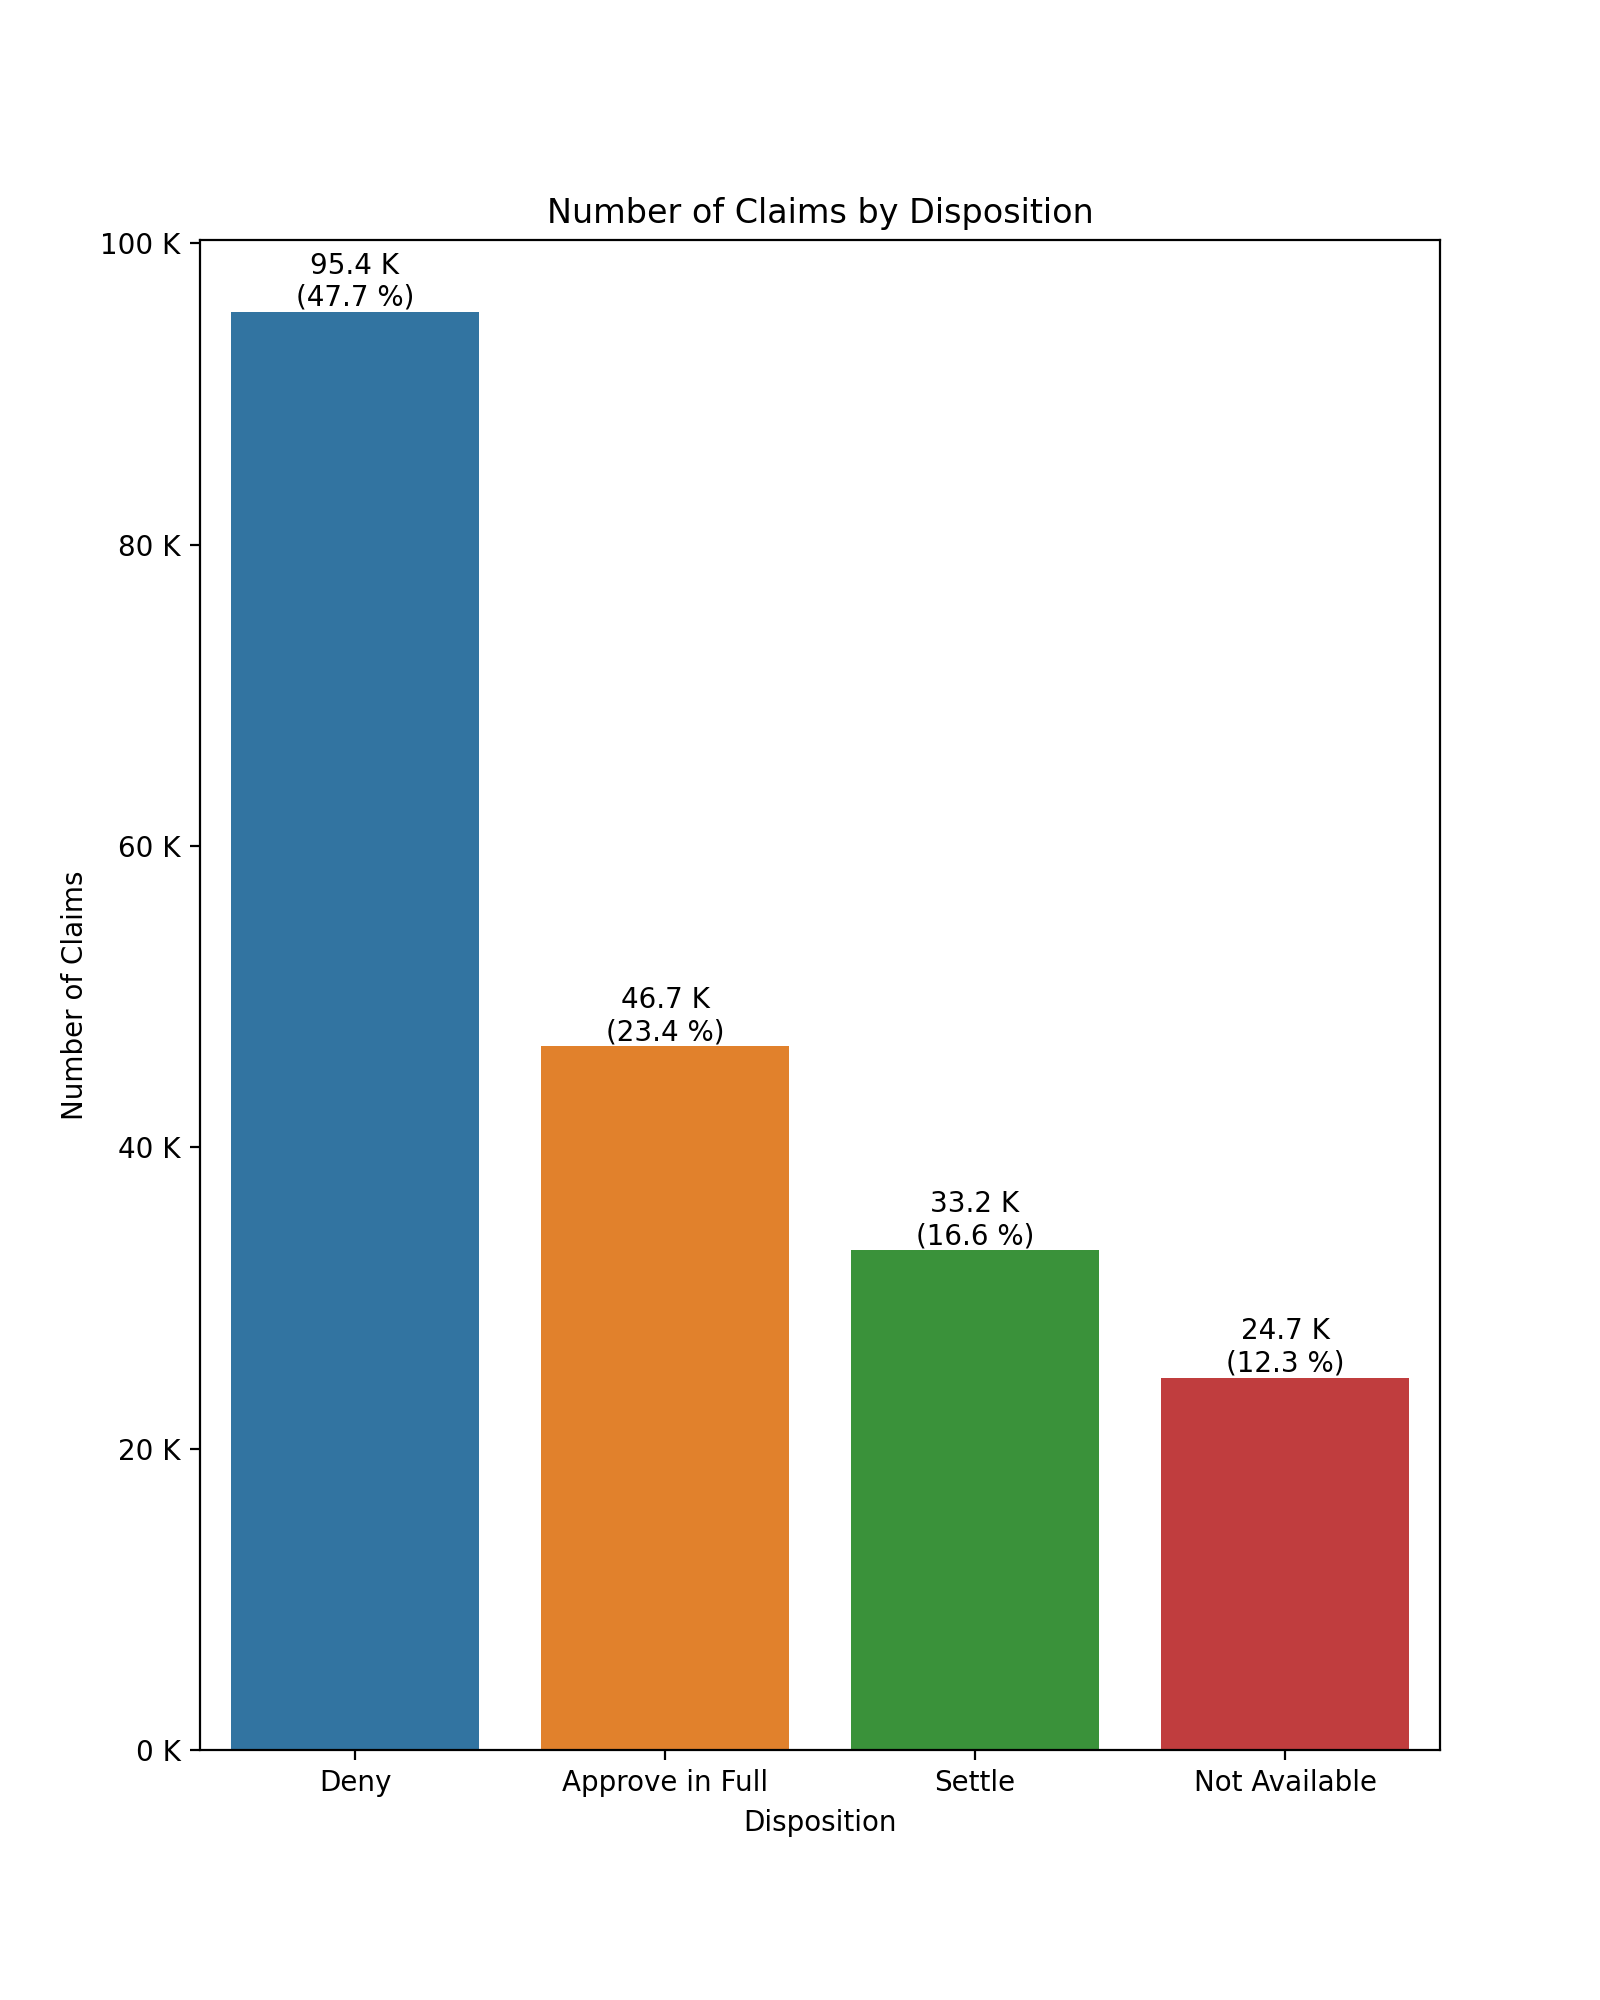 Number of Claims by Disposition
100 K
80 K
60 K
40 K
20 K
0 K
Number of Claims
95.4 K
(47.7 %)
46.7 K
(23.4 %)
33.2 K
(16.6 %)
24.7 K
(12.3 %)
Deny
Approve in Full
Settle
Not Available
Disposition